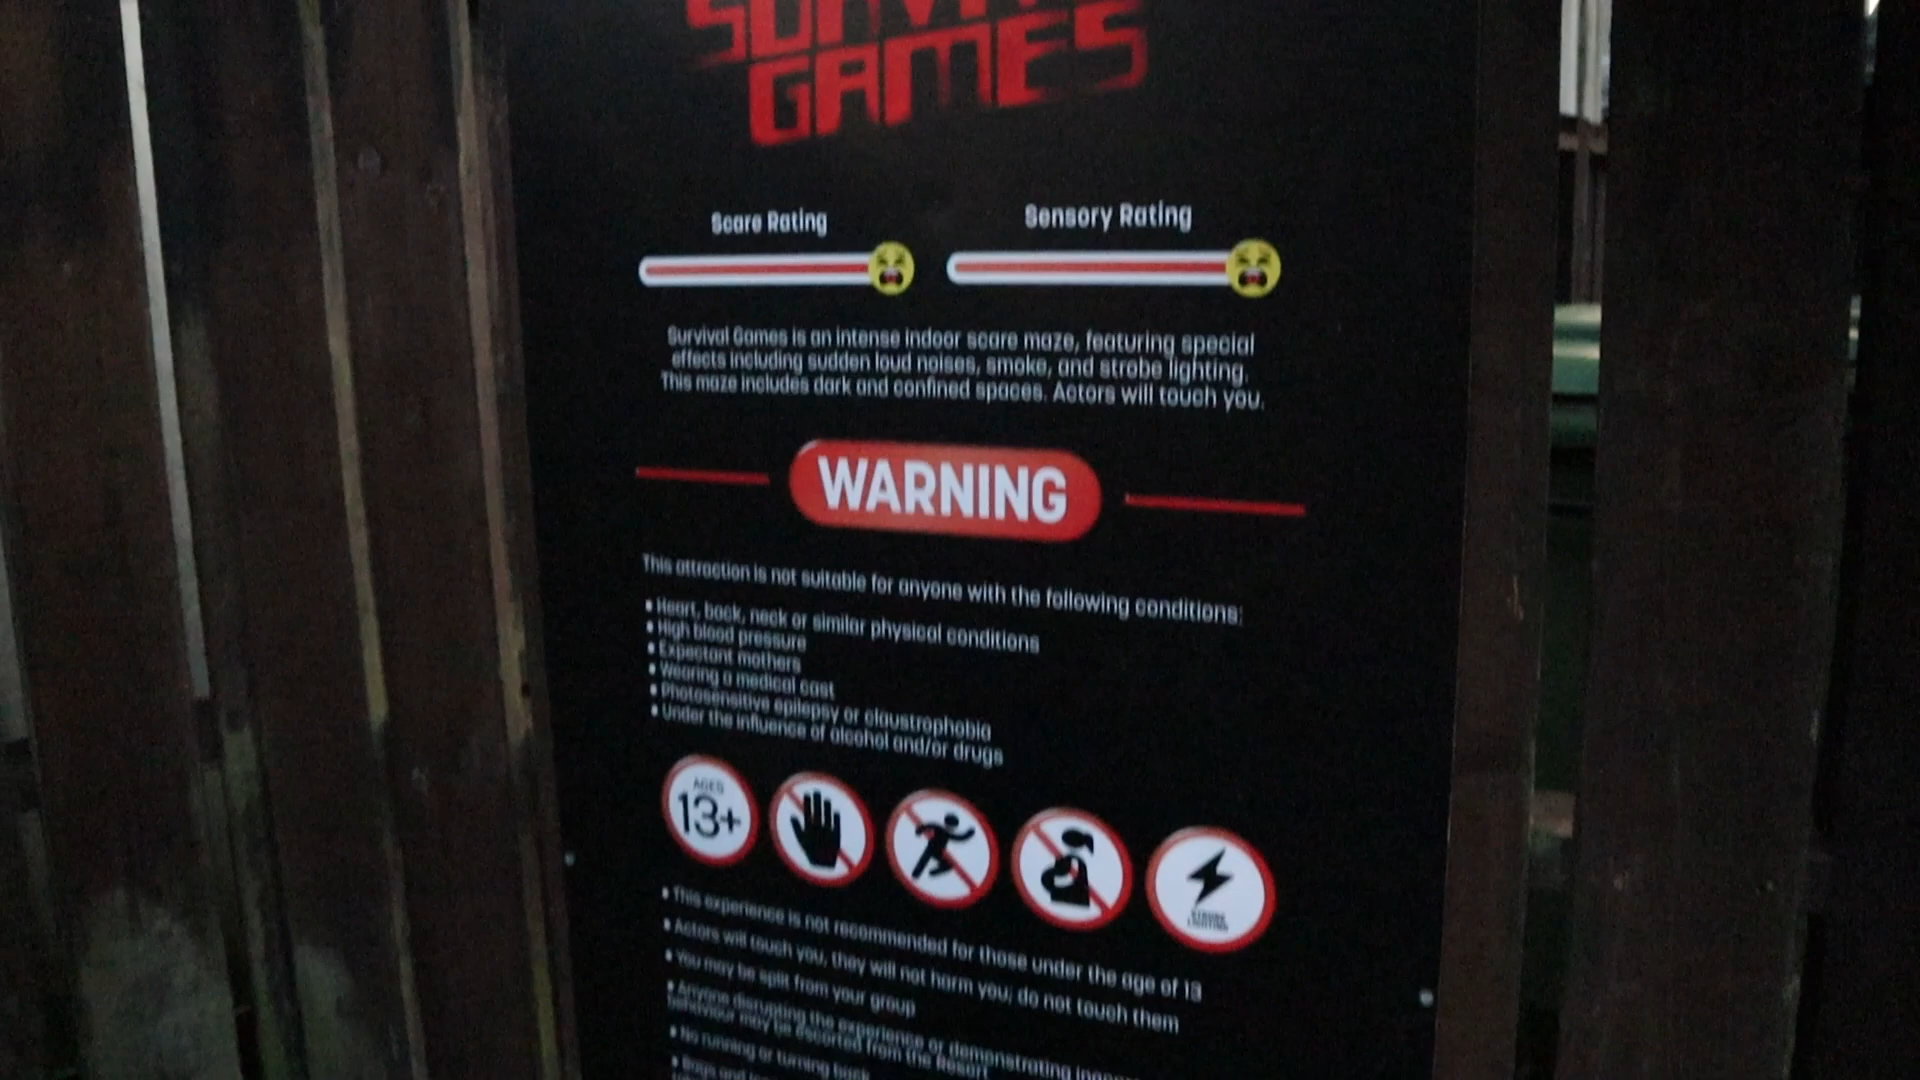 SURVIVAL
GAMES
Scare Rating
Sensory Rating
Survival Games is an intense indoor scare maze, featuring special
effects including sudden loud noises, smoke, and strobe lighting.
This maze includes dark and confined spaces. Actors will touch you.
WARNING
This attraction is not suitable for anyone with the following conditions:
• Heart, back, neck or similar physical conditions
• High blood pressure
• Expectant mothers
• Wearing a medical cast
• Photosensitive epilepsy or claustrophobia
• Under the influence of alcohol and/or drugs
AGES
13+
STROBE
LIGHTING
• This experience is not recommended for those under the age of 13
• Actors will touch you, they will not harm you; do not touch them
• You may be split from your group
• Anyone disrupting the experience or demonstrating
behaviour may be escorted from the Resort
• No running or turning back
• Bags and